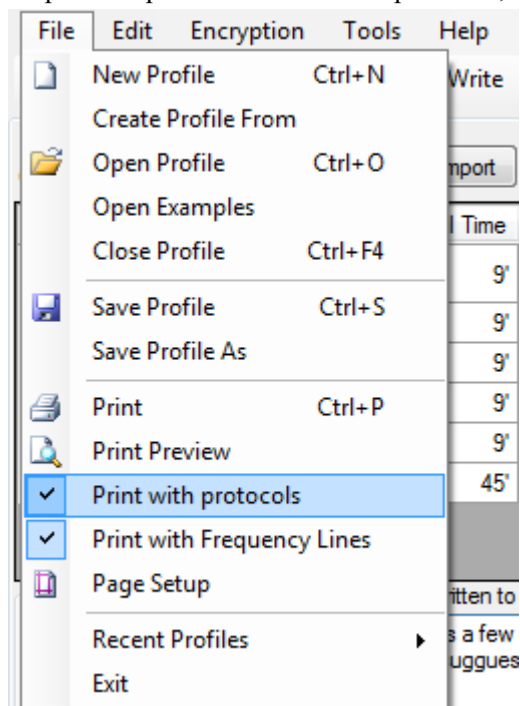 File Edit Encryption Tools Help
New Profile Ctrl+N
Write
Create Profile From
Open Profile Ctrl+O
mport
Open Examples
Time
Close Profile Ctrl+F4
9'
Save Profile Ctrl+S
9'
Save Profile As
9'
Print Ctrl+P
9'
Print Preview
9'
Print with protocols
45'
Print with Frequency Lines
Page Setup
itten to
Recent Profiles
s a few
uggues
Exit